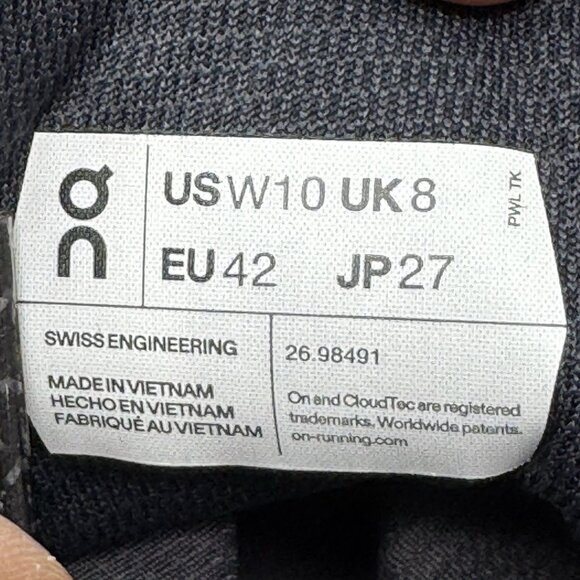 On
US W10 UK 8
EU 42 JP 27
PWL TK
SWISS ENGINEERING
MADE IN VIETNAM
HECHO EN VIETNAM
FABRIQUÉ AU VIETNAM
26.98491
On and CloudTec are registered
trademarks. Worldwide patents.
on-running.com